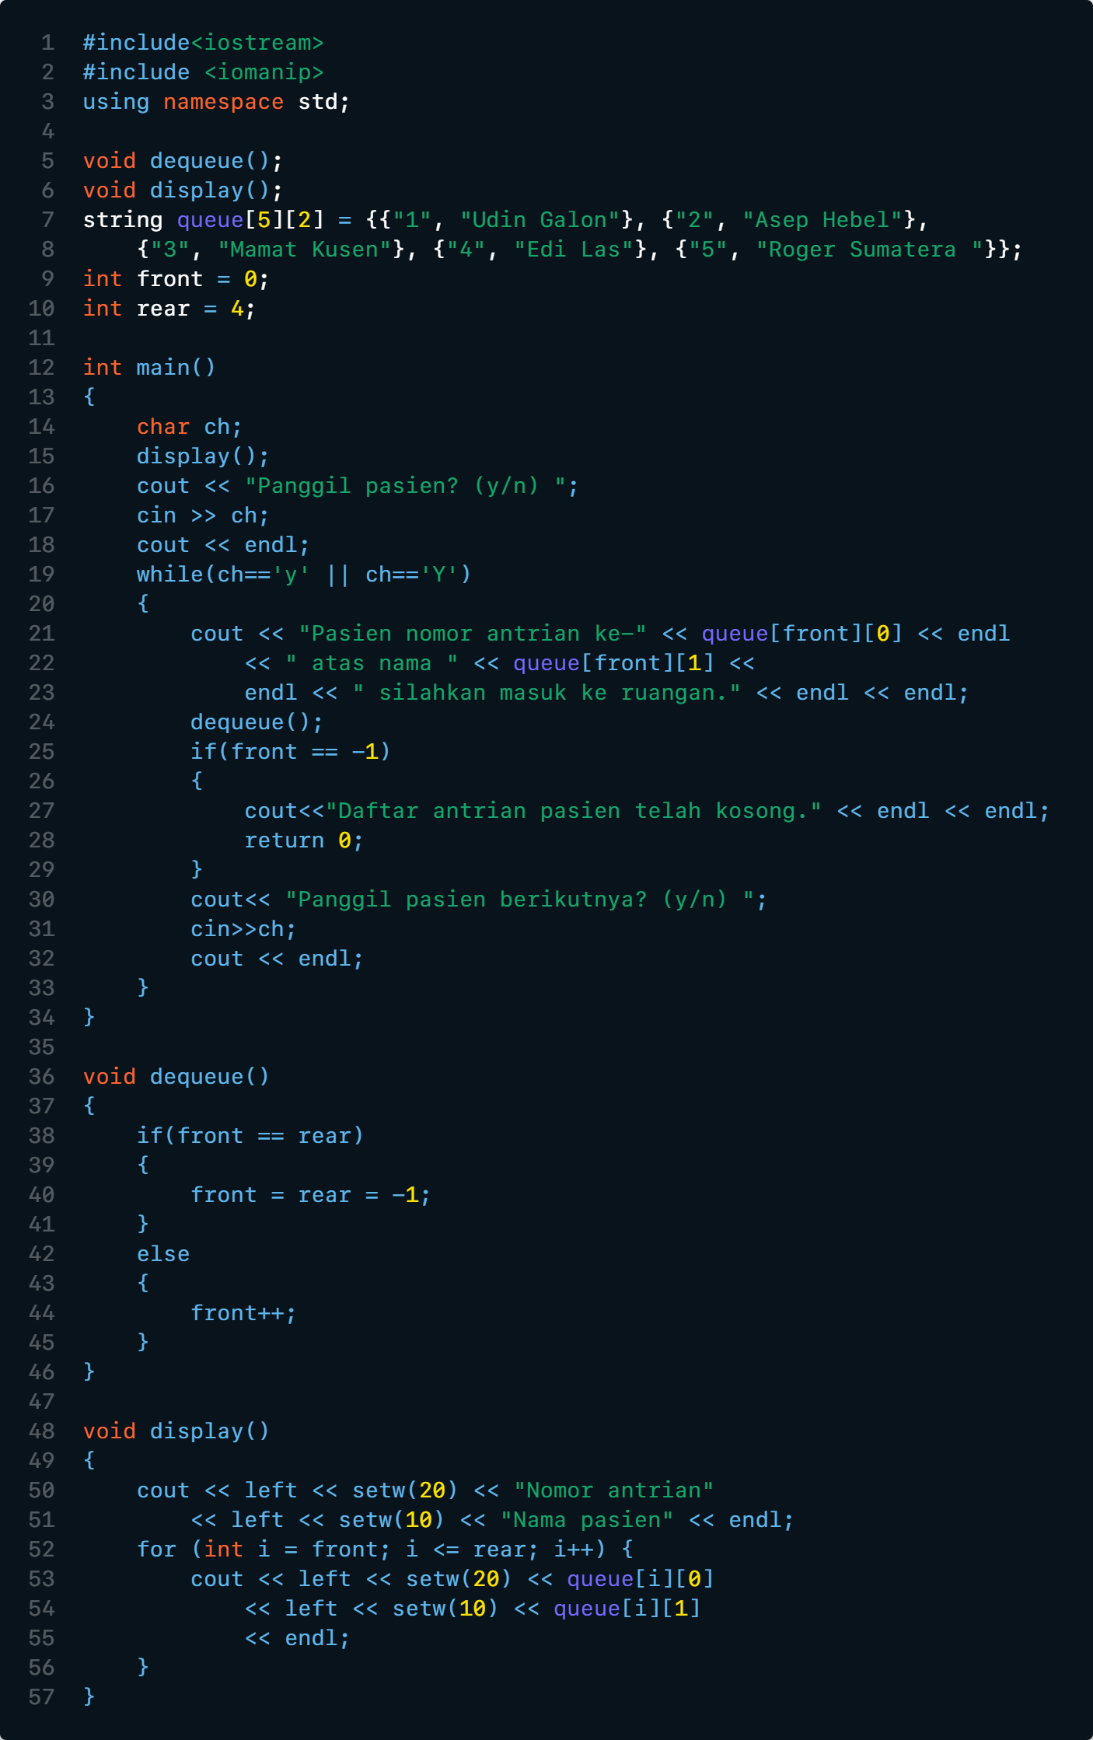 1 #include<iostream>
2 #include <iomanip>
3 using namespace std;
4
5 void dequeue();
6 void display();
7 string queue[5][2] = {{"1", "Udin Galon"}, {"2", "Asep Hebel"},
8     {"3", "Mamat Kusen"}, {"4", "Edi Las"}, {"5", "Roger Sumatera "}};
9 int front = 0;
10 int rear = 4;
11
12 int main()
13 {
14     char ch;
15     display();
16     cout << "Panggil pasien? (y/n) ";
17     cin >> ch;
18     cout << endl;
19     while(ch=='y' || ch=='Y')
20     {
21         cout << "Pasien nomor antrian ke-" << queue[front][0] << endl
22             << " atas nama " << queue[front][1] <<
23             endl << " silahkan masuk ke ruangan." << endl << endl;
24         dequeue();
25         if(front == -1)
26         {
27             cout<<"Daftar antrian pasien telah kosong." << endl << endl;
28             return 0;
29         }
30         cout<< "Panggil pasien berikutnya? (y/n) ";
31         cin>>ch;
32         cout << endl;
33     }
34 }
35
36 void dequeue()
37 {
38     if(front == rear)
39     {
40         front = rear = -1;
41     }
42     else
43     {
44         front++;
45     }
46 }
47
48 void display()
49 {
50     cout << left << setw(20) << "Nomor antrian"
51         << left << setw(10) << "Nama pasien" << endl;
52     for (int i = front; i <= rear; i++) {
53         cout << left << setw(20) << queue[i][0]
54             << left << setw(10) << queue[i][1]
55             << endl;
56     }
57 }